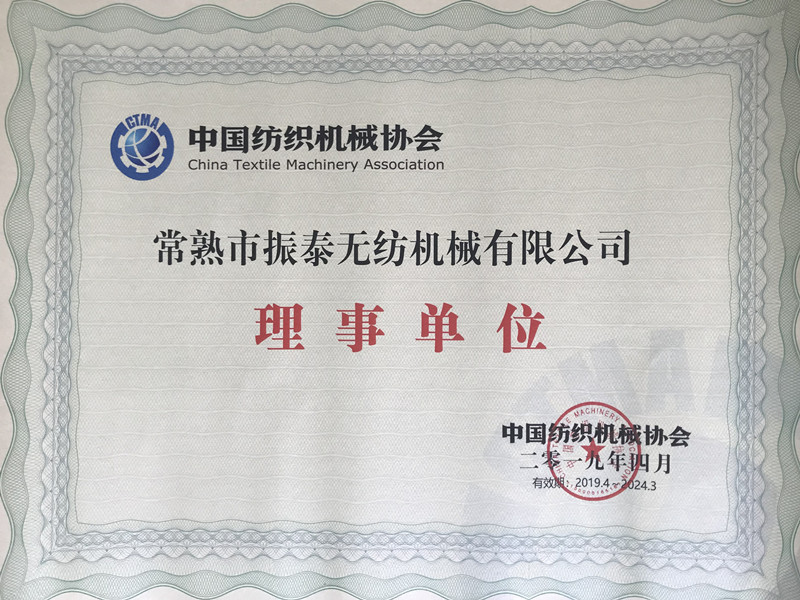 CTMA
中国纺织机械协会
China Textile Machinery Association
常熟市振泰无纺机械有限公司
理事单位
中国纺织机械协会
二零一九年四月
有效期：2019.4～2024.3